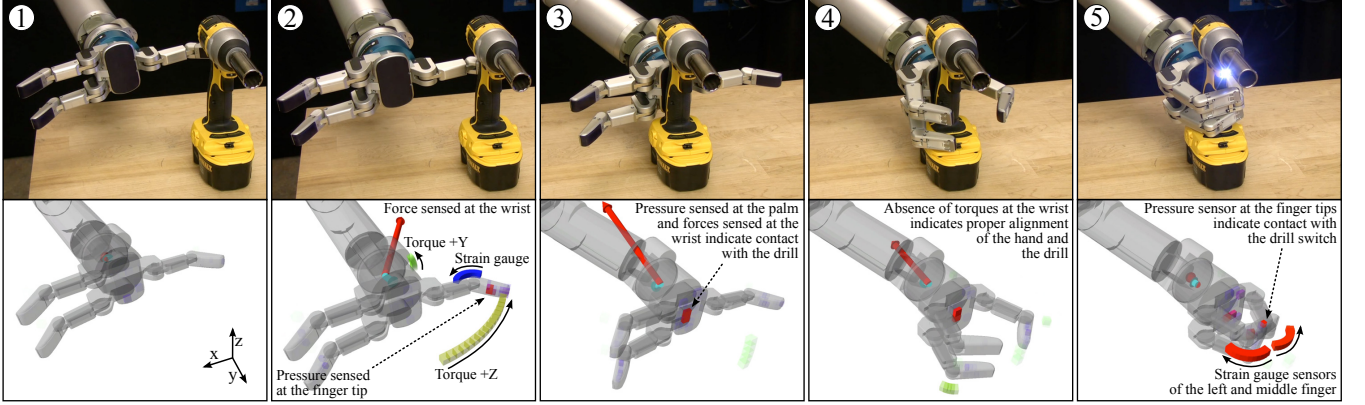 1
2
3
4
5
x
y
z
Force sensed at the wrist
Torque +Y
Strain gauge
Pressure sensed
at the finger tip
Torque +Z
Pressure sensed at the palm
and forces sensed at the
wrist indicate contact
with the drill
Absence of torques at the wrist
indicates proper alignment
of the hand and
the drill
Pressure sensor at the finger tips
indicate contact with
the drill switch
Strain gauge sensors
of the left and middle finger